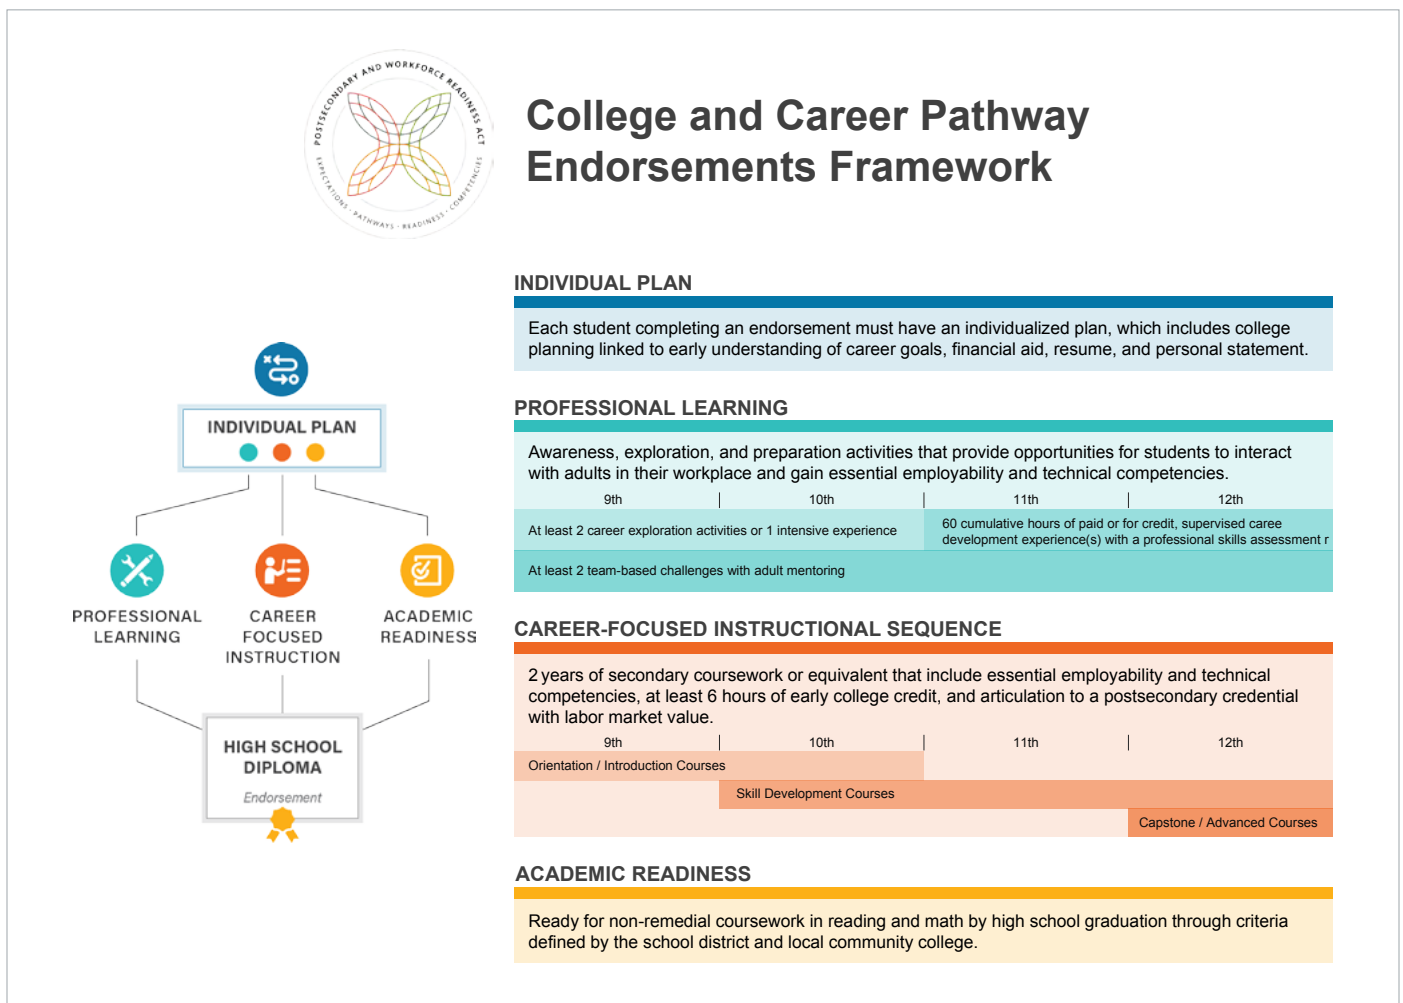 POSTSECONDARY AND WORKFORCE READINESS ACT
EXPECTATIONS · PATHWAYS · READINESS · COMPETENCIES
College and Career Pathway
Endorsements Framework
INDIVIDUAL PLAN
PROFESSIONAL
LEARNING
CAREER
FOCUSED
INSTRUCTION
ACADEMIC
READINESS
HIGH SCHOOL
DIPLOMA
Endorsement
INDIVIDUAL PLAN
Each student completing an endorsement must have an individualized plan, which includes college
planning linked to early understanding of career goals, financial aid, resume, and personal statement.
PROFESSIONAL LEARNING
Awareness, exploration, and preparation activities that provide opportunities for students to interact
with adults in their workplace and gain essential employability and technical competencies.
9th 10th 11th 12th
At least 2 career exploration activities or 1 intensive experience
60 cumulative hours of paid or for credit, supervised caree
development experience(s) with a professional skills assessment r
At least 2 team-based challenges with adult mentoring
CAREER-FOCUSED INSTRUCTIONAL SEQUENCE
2 years of secondary coursework or equivalent that include essential employability and technical
competencies, at least 6 hours of early college credit, and articulation to a postsecondary credential
with labor market value.
9th 10th 11th 12th
Orientation / Introduction Courses
Skill Development Courses
Capstone / Advanced Courses
ACADEMIC READINESS
Ready for non-remedial coursework in reading and math by high school graduation through criteria
defined by the school district and local community college.